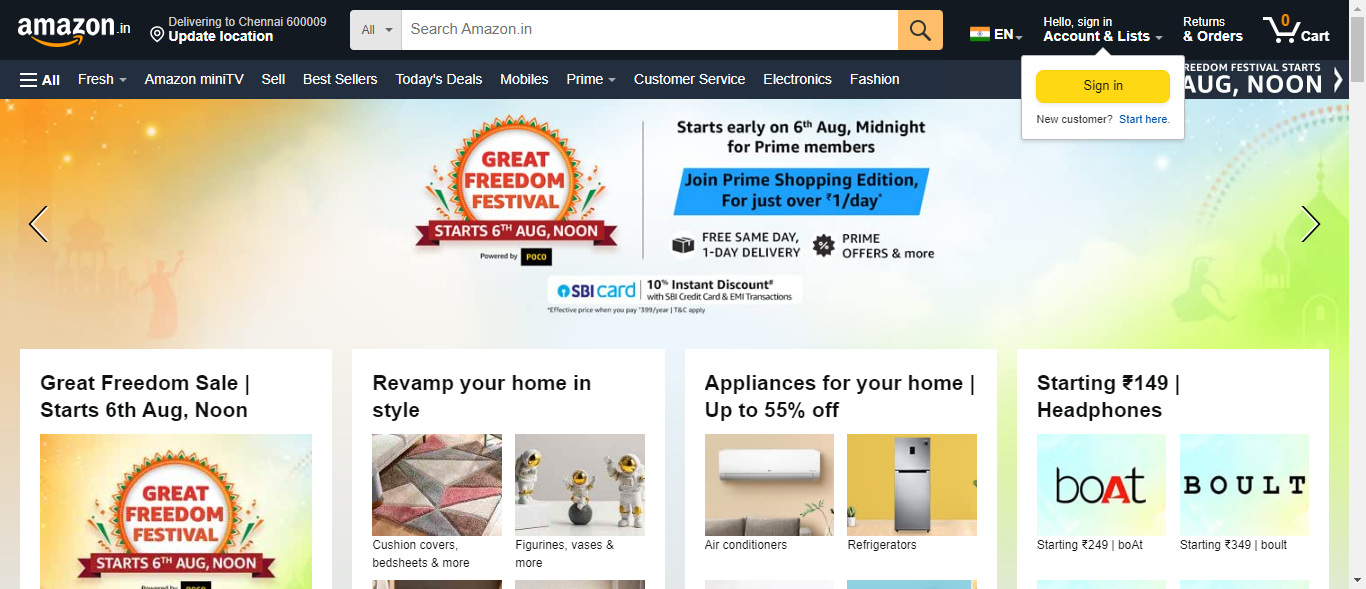 amazon.in
Delivering to Chennai 600009
Update location
All
Search Amazon.in
EN
Hello, sign in
Account & Lists
Returns
& Orders
0
Cart
All
Fresh
Amazon miniTV
Sell
Best Sellers
Today's Deals
Mobiles
Prime
Customer Service
Electronics
Fashion
FESTIVAL STARTS
AUG, NOON
Sign in
New customer? Start here.
GREAT
FREEDOM
FESTIVAL
STARTS 6TH AUG, NOON
Powered by POCO
Starts early on 6th Aug, Midnight
for Prime members
Join Prime Shopping Edition,
For just over ₹1/day*
FREE SAME DAY,
1-DAY DELIVERY
PRIME
OFFERS & more
SBI card
10% Instant Discount#
with SBI Credit Card & EMI Transactions
*Effective price when you pay ₹399/year | T&C apply
Great Freedom Sale |
Starts 6th Aug, Noon
GREAT
FREEDOM
FESTIVAL
STARTS 6TH AUG, NOON
Revamp your home in
style
Cushion covers,
bedsheets & more
Figurines, vases &
more
Appliances for your home |
Up to 55% off
Air conditioners
Refrigerators
Starting ₹149 |
Headphones
boAt
BOULT
Starting ₹249 | boAt
Starting ₹349 | boult